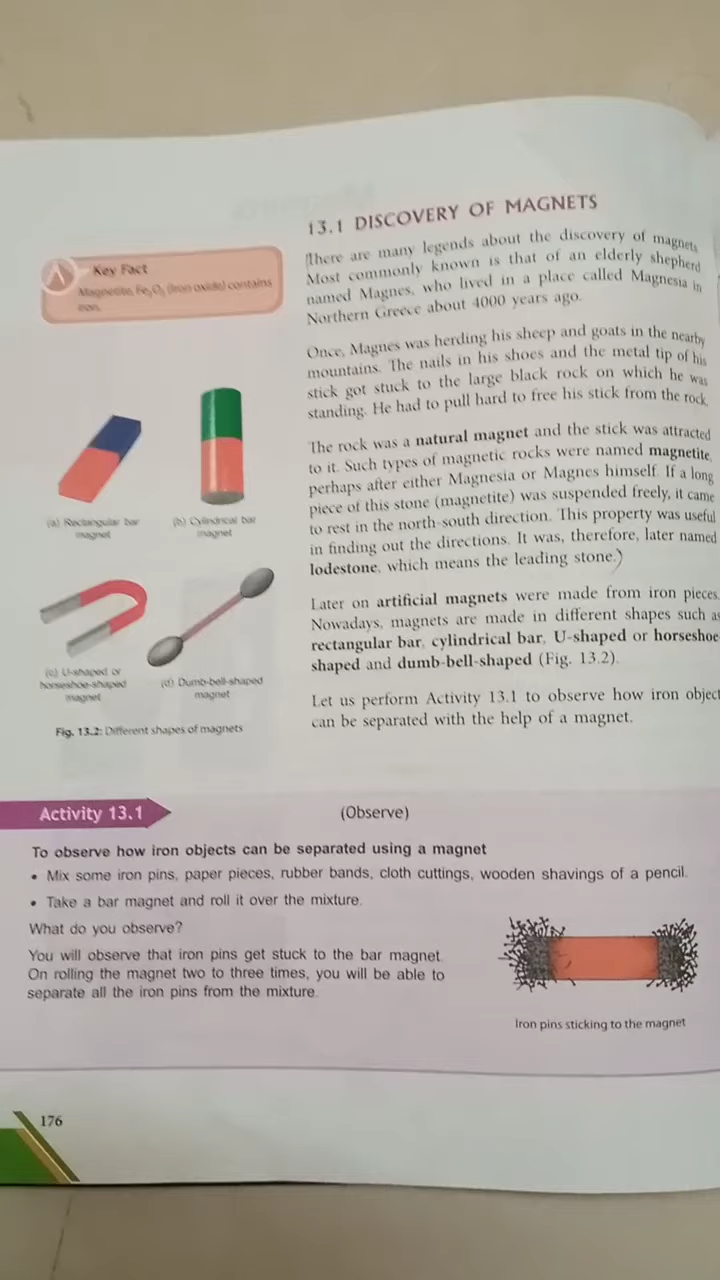 13.1 DISCOVERY OF MAGNETS
There are many legends about the discovery of magnets
Most commonly known is that of an elderly shepherd
named Magnes, who lived in a place called Magnesia in
Northern Greece about 4000 years ago.
Once, Magnes was herding his sheep and goats in the nearby
mountains. The nails in his shoes and the metal tip of his
stick got stuck to the large black rock on which he was
standing. He had to pull hard to free his stick from the rock.
The rock was a natural magnet and the stick was attracted
to it. Such types of magnetic rocks were named magnetite,
perhaps after either Magnesia or Magnes himself. If a long
piece of this stone (magnetite) was suspended freely, it came
to rest in the north-south direction. This property was useful
in finding out the directions. It was, therefore, later named
lodestone, which means the leading stone.)
Later on artificial magnets were made from iron pieces.
Nowadays, magnets are made in different shapes such as
rectangular bar, cylindrical bar, U-shaped or horseshoe-
shaped and dumb-bell-shaped (Fig. 13.2).
Let us perform Activity 13.1 to observe how iron object
can be separated with the help of a magnet.
Key Fact
Magnetite, Fe₃O₄ (Iron oxide) contains
iron.
(a) Rectangular bar
magnet
(b) Cylindrical bar
magnet
(c) U-shaped or
horseshoe-shaped
magnet
(d) Dumb-bell-shaped
magnet
Fig. 13.2: Different shapes of magnets
Activity 13.1
(Observe)
To observe how iron objects can be separated using a magnet
• Mix some iron pins, paper pieces, rubber bands, cloth cuttings, wooden shavings of a pencil.
• Take a bar magnet and roll it over the mixture.
What do you observe?
You will observe that iron pins get stuck to the bar magnet.
On rolling the magnet two to three times, you will be able to
separate all the iron pins from the mixture.
Iron pins sticking to the magnet
176